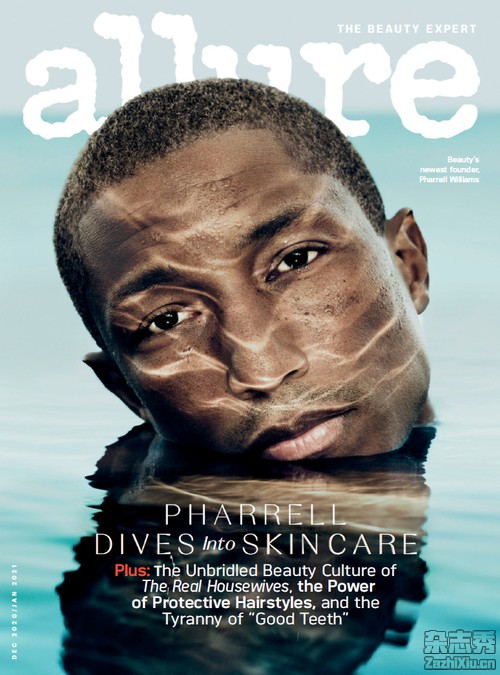 THE BEAUTY EXPERT
allure
Beauty's
newest founder,
Pharrell Williams
PHARRELL
DIVES Into SKINCARE
Plus: The Unbridled Beauty Culture of
The Real Housewives, the Power
of Protective Hairstyles, and the
Tyranny of "Good Teeth"
DEC 2020/JAN 2021
杂志秀
ZazhiXiu.cn